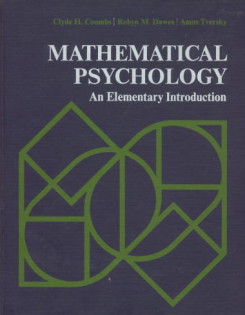 Clyde H. Coombs | Robyn M. Dawes | Amos Tversky
MATHEMATICAL
PSYCHOLOGY
An Elementary Introduction